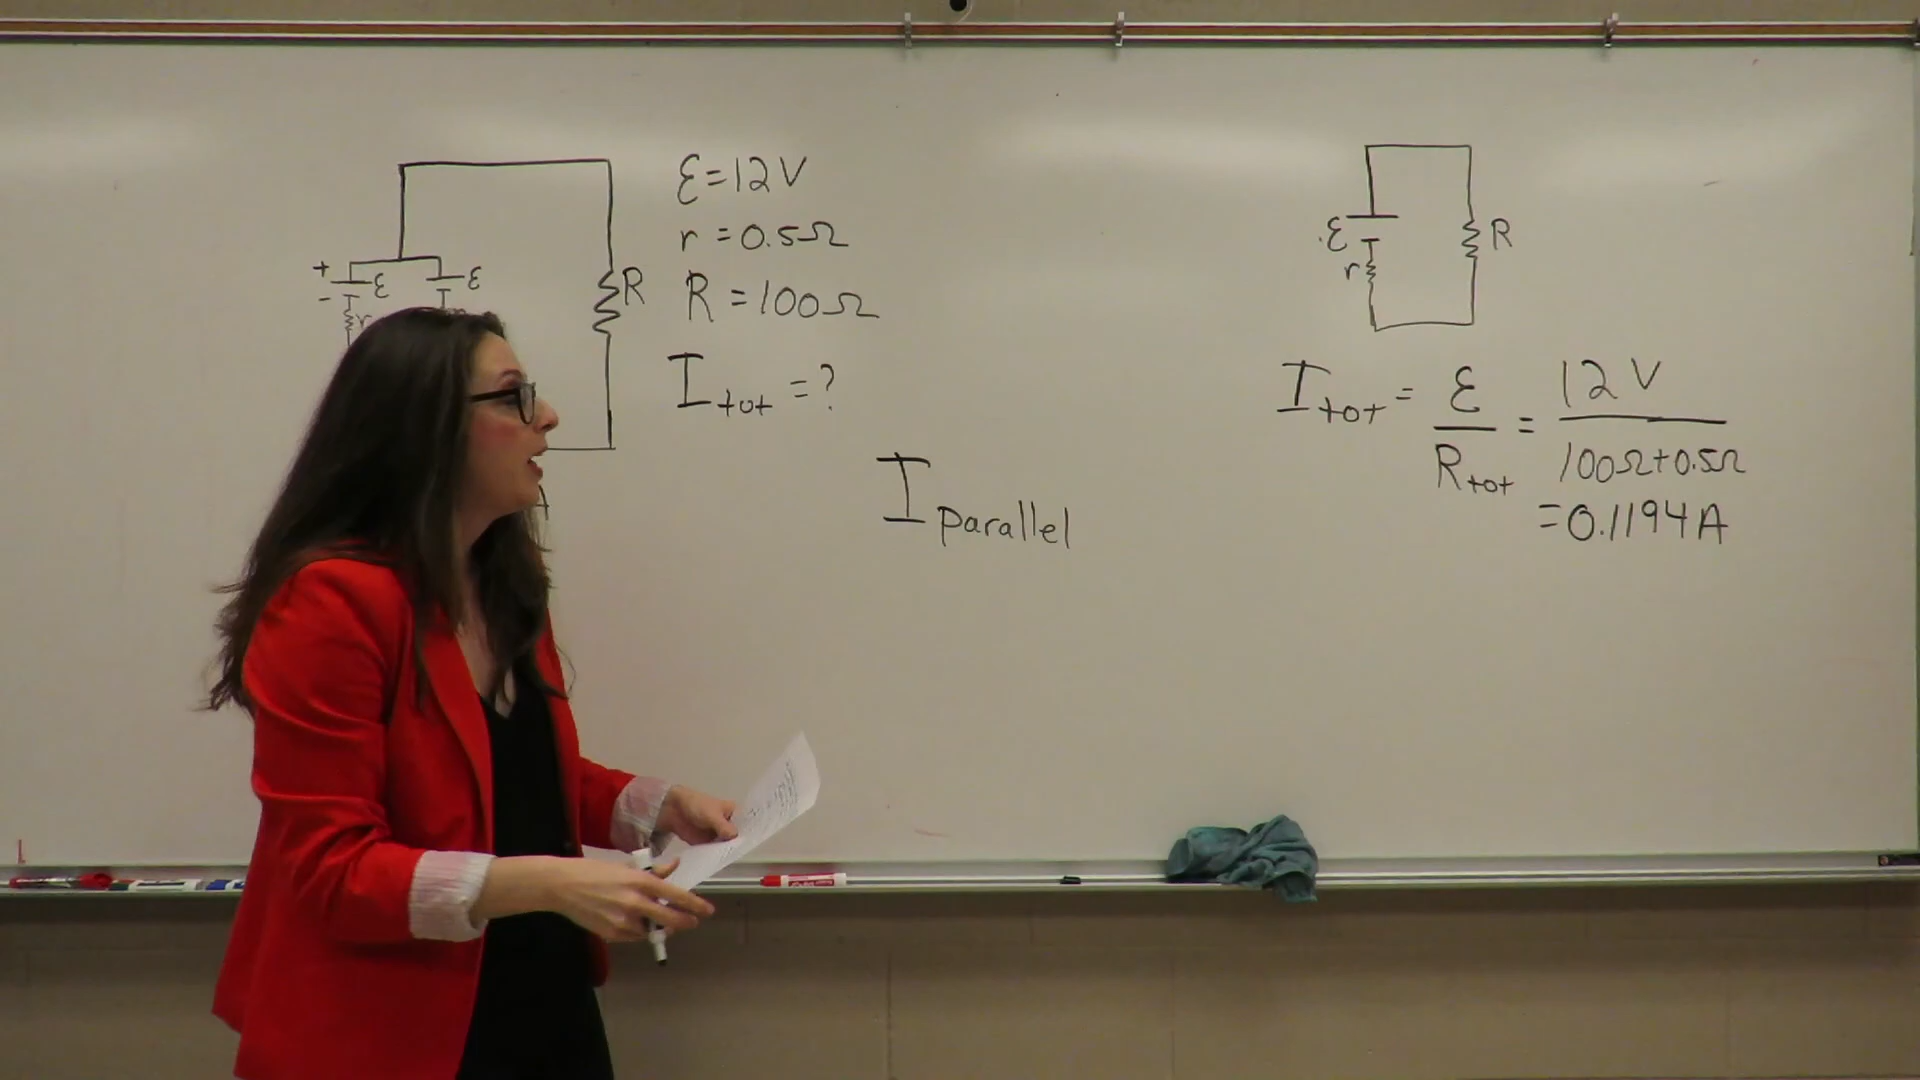 +
-
ℰ
ℰ
r
R
ℰ=12V
r=0.5Ω
R=100Ω
I_tot=?
I_parallel
ℰ
r
R
I_tot = ℰ/R_tot = 12V/(100Ω+0.5Ω)
=0.1194A